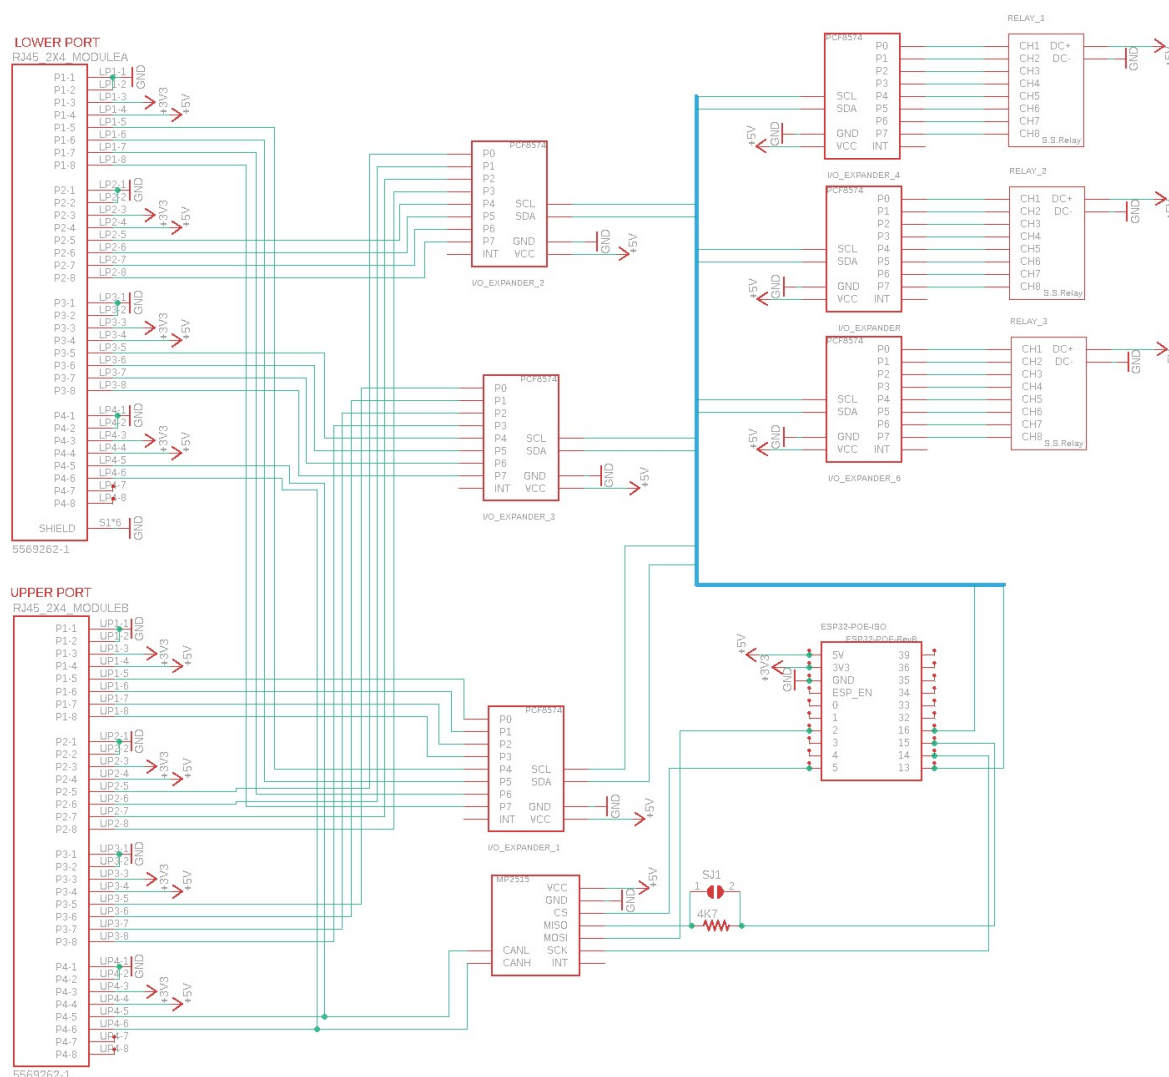 LOWER PORT
RJ45_2X4_MODULEA
P1-1 LP1-1 GND
P1-2 LP1-2
P1-3 LP1-3 +3V3
P1-4 LP1-4 +5V
P1-5 LP1-5
P1-6 LP1-6
P1-7 LP1-7
P1-8 LP1-8
P2-1 LP2-1 GND
P2-2 LP2-2
P2-3 LP2-3 +3V3
P2-4 LP2-4 +5V
P2-5 LP2-5
P2-6 LP2-6
P2-7 LP2-7
P2-8 LP2-8
P3-1 LP3-1 GND
P3-2 LP3-2
P3-3 LP3-3 +3V3
P3-4 LP3-4 +5V
P3-5 LP3-5
P3-6 LP3-6
P3-7 LP3-7
P3-8 LP3-8
P4-1 LP4-1 GND
P4-2 LP4-2
P4-3 LP4-3 +3V3
P4-4 LP4-4 +5V
P4-5 LP4-5
P4-6 LP4-6
P4-7 LP4-7
P4-8 LP4-8
SHIELD S1*6 GND
5569262-1
UPPER PORT
RJ45_2X4_MODULEB
P1-1 UP1-1 GND
P1-2 UP1-2
P1-3 UP1-3 +3V3
P1-4 UP1-4 +5V
P1-5 UP1-5
P1-6 UP1-6
P1-7 UP1-7
P1-8 UP1-8
P2-1 UP2-1 GND
P2-2 UP2-2
P2-3 UP2-3 +3V3
P2-4 UP2-4 +5V
P2-5 UP2-5
P2-6 UP2-6
P2-7 UP2-7
P2-8 UP2-8
P3-1 UP3-1 GND
P3-2 UP3-2
P3-3 UP3-3 +3V3
P3-4 UP3-4 +5V
P3-5 UP3-5
P3-6 UP3-6
P3-7 UP3-7
P3-8 UP3-8
P4-1 UP4-1 GND
P4-2 UP4-2
P4-3 UP4-3 +3V3
P4-4 UP4-4 +5V
P4-5 UP4-5
P4-6 UP4-6
P4-7 UP4-7
P4-8 UP4-8
5569262-1
PCF8574
P0
P1
P2
P3
P4 SCL
P5 SDA
P6
P7 GND GND
INT VCC +5V
I/O_EXPANDER_2
PCF8574
P0
P1
P2
P3
P4 SCL
P5 SDA
P6
P7 GND GND
INT VCC +5V
I/O_EXPANDER_3
PCF8574
P0
P1
P2
P3
P4 SCL
P5 SDA
P6
P7 GND GND
INT VCC +5V
I/O_EXPANDER_1
MP2515
VCC +5V
GND GND
CS
MISO
MOSI
CANL SCK
CANH INT
SJ1
1 2
4K7
PCF8574
P0
P1
P2
P3
SCL P4
SDA P5
P6
GND GND P7
+5V VCC INT
I/O_EXPANDER_4
RELAY_1
CH1 DC+ +5V
CH2 DC- GND
CH3
CH4
CH5
CH6
CH7
CH8
S.S.Relay
PCF8574
P0
P1
P2
P3
SCL P4
SDA P5
P6
GND GND P7
+5V VCC INT
I/O_EXPANDER
RELAY_2
CH1 DC+ +5V
CH2 DC- GND
CH3
CH4
CH5
CH6
CH7
CH8
S.S.Relay
PCF8574
P0
P1
P2
P3
SCL P4
SDA P5
P6
GND GND P7
+5V VCC INT
I/O_EXPANDER_6
RELAY_3
CH1 DC+
CH2 DC- GND
CH3
CH4
CH5
CH6
CH7
CH8
S.S.Relay
ESP32-POE-ISO
ESP32-POE-RevB
+5V 5V 39
+3V3 3V3 36
GND GND 35
ESP_EN 34
0 33
1 32
2 16
3 15
4 14
5 13